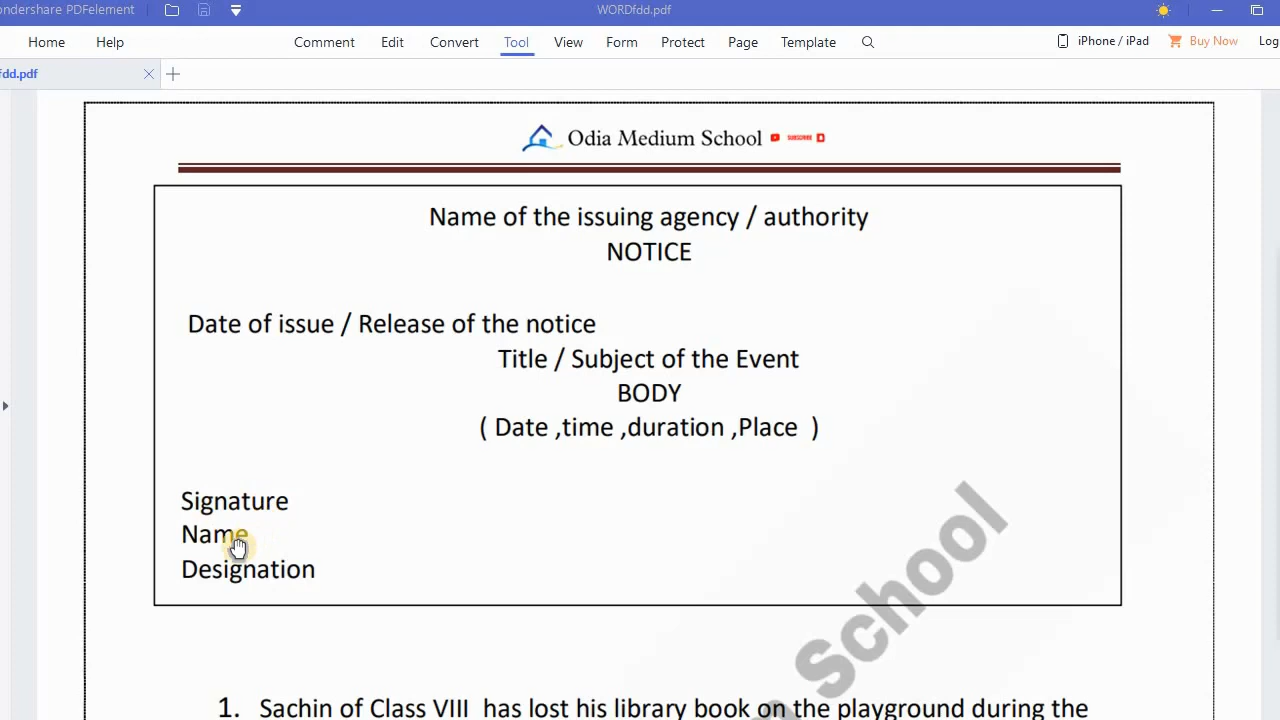 ondershare PDFelement
WORDfdd.pdf
Home Help Comment Edit Convert Tool View Form Protect Page Template iPhone / iPad Buy Now Log
fdd.pdf
Odia Medium School SUBSCRIBE
Name of the issuing agency / authority
NOTICE
Date of issue / Release of the notice
Title / Subject of the Event
BODY
( Date ,time ,duration ,Place )
Signature
Name
Designation
School
1. Sachin of Class VIII has lost his library book on the playground during the